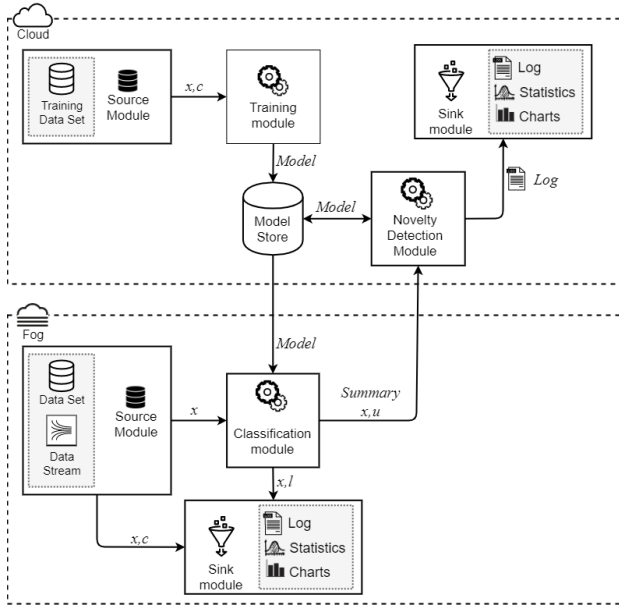 Cloud
Training
Data Set
Source
Module
x,c
Training
module
Sink
module
Log
Statistics
Charts
Model
Log
Model
Store
Model
Novelty
Detection
Module
Fog
Model
Data Set
Data
Stream
Source
Module
x
Classification
module
Summary
x,u
x,l
x,c
Sink
module
Log
Statistics
Charts